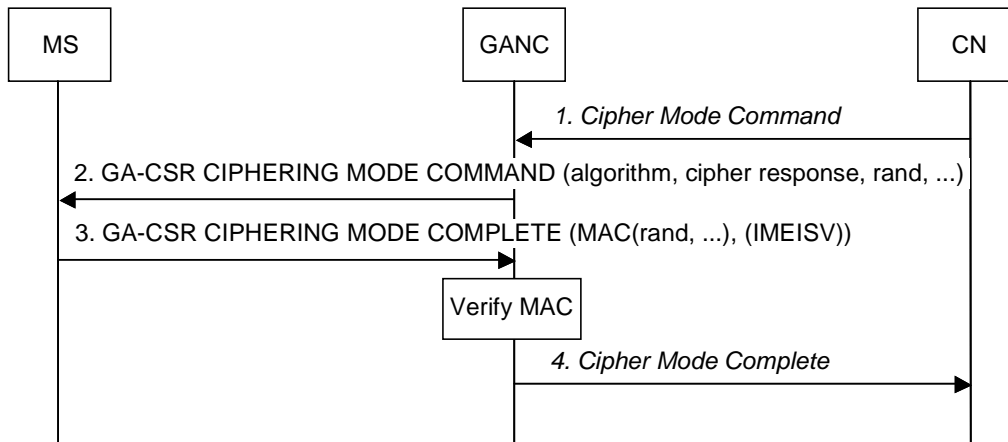 MS
GANC
CN
1. Cipher Mode Command
2. GA-CSR CIPHERING MODE COMMAND (algorithm, cipher response, rand, ...)
3. GA-CSR CIPHERING MODE COMPLETE (MAC(rand, ...), (IMEISV))
Verify MAC
4. Cipher Mode Complete